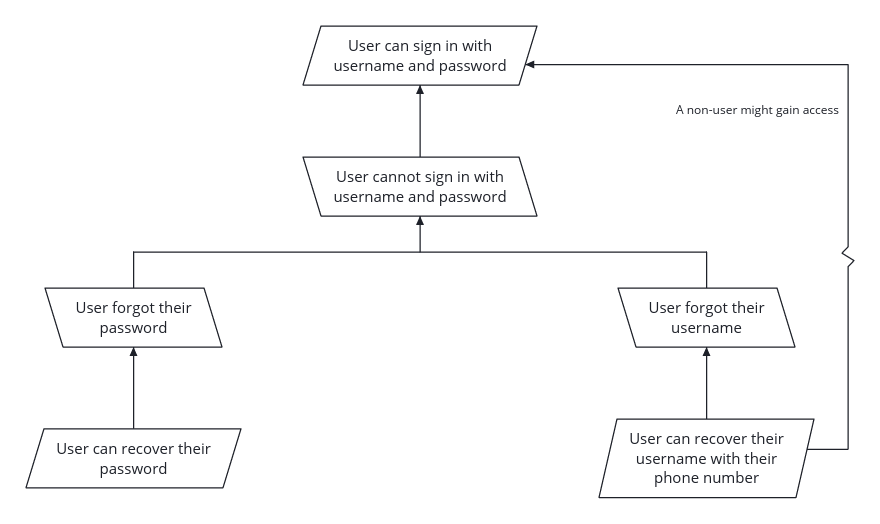 User can sign in with
username and password
A non-user might gain access
User cannot sign in with
username and password
User forgot their
password
User forgot their
username
User can recover their
password
User can recover their
username with their
phone number